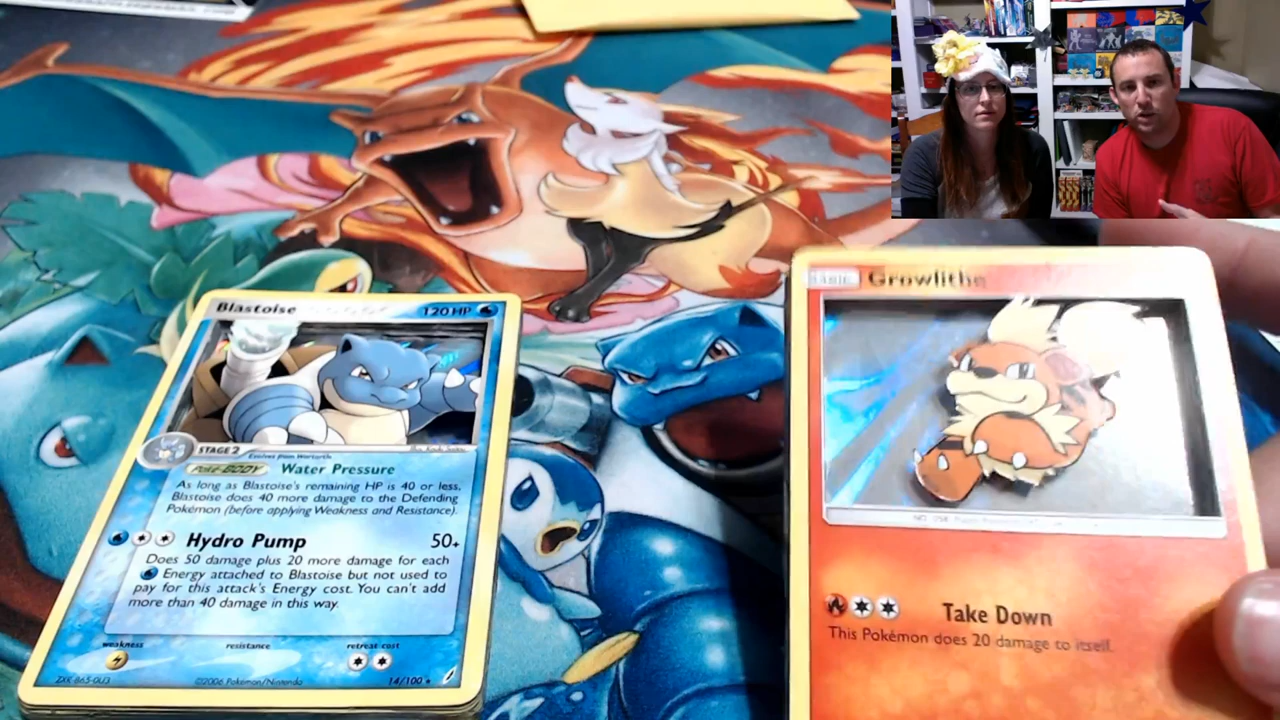 Blastoise
120 HP
STAGE 2
Evolves from Wartortle
Poké-BODY Water Pressure
As long as Blastoise's remaining HP is 40 or less,
Blastoise does 40 more damage to the Defending
Pokémon (before applying Weakness and Resistance).
Hydro Pump 50+
Does 50 damage plus 20 more damage for each
Energy attached to Blastoise but not used to
pay for this attack's Energy cost. You can't add
more than 40 damage in this way.
weakness resistance retreat cost
©2006 Pokémon/Nintendo
14/100
BASIC Growlithe
Take Down
This Pokémon does 20 damage to itself.